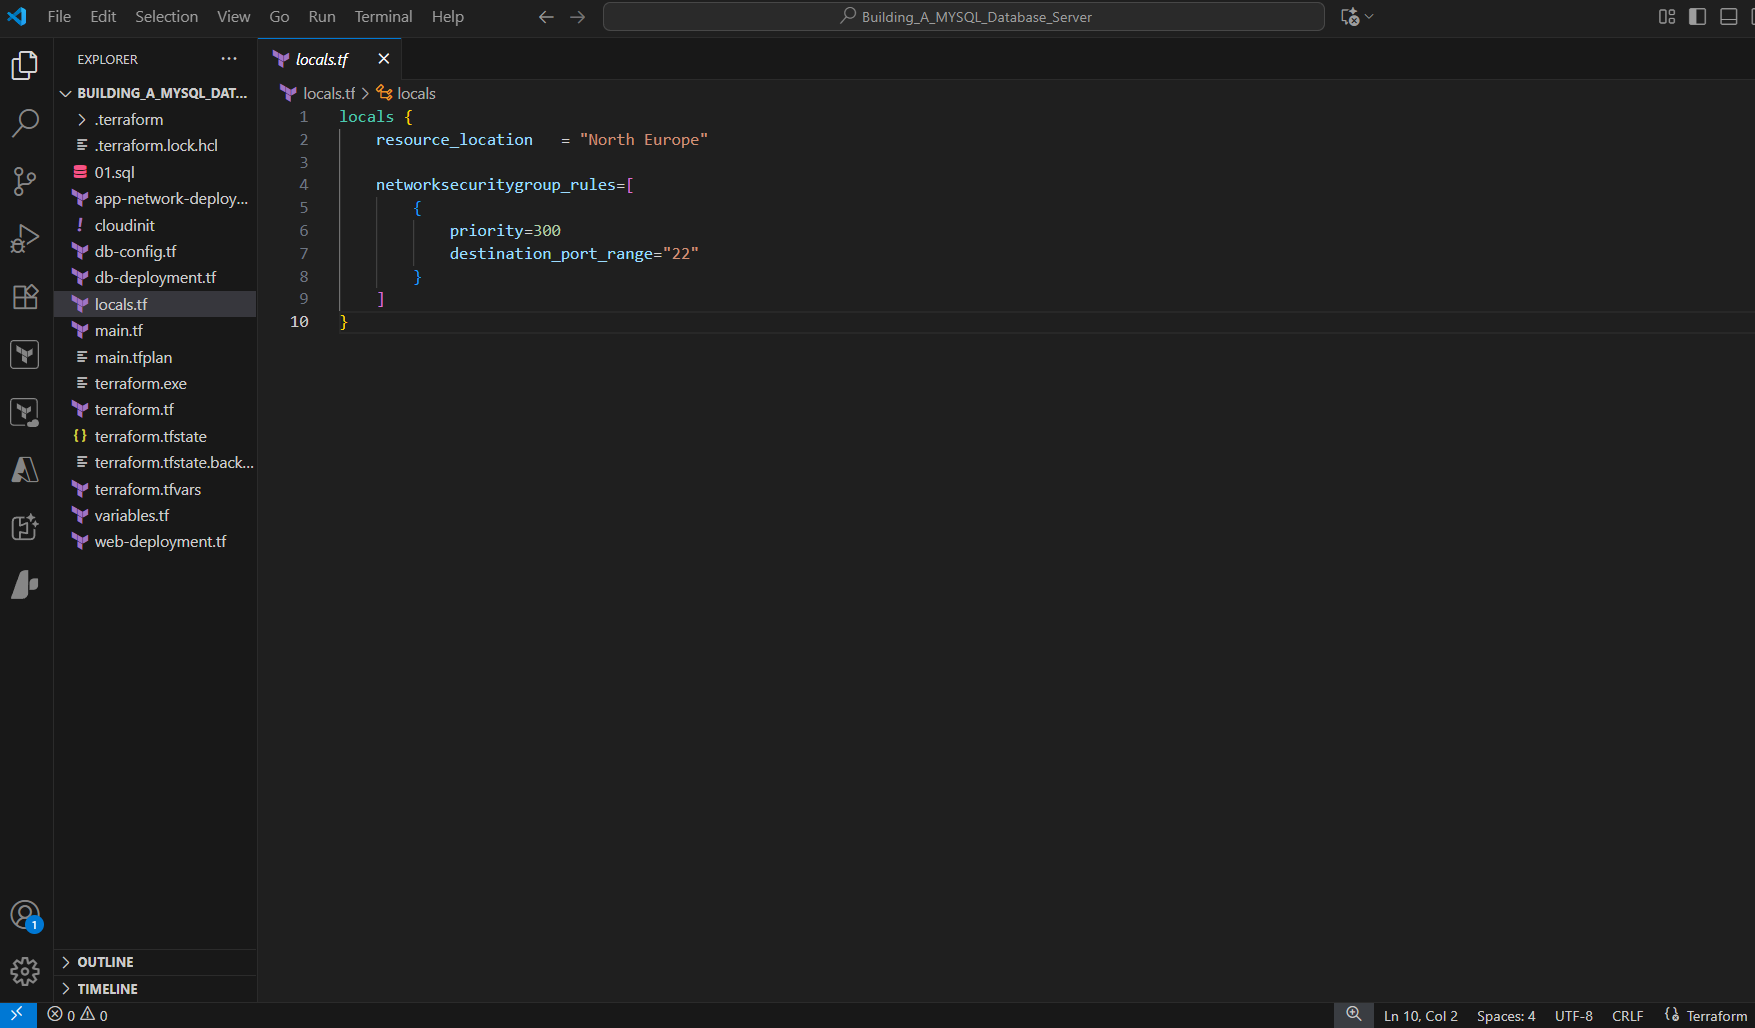 File Edit Selection View Go Run Terminal Help
Building_A_MYSQL_Database_Server
EXPLORER
BUILDING_A_MYSQL_DAT...
.terraform
.terraform.lock.hcl
01.sql
app-network-deploy...
cloudinit
db-config.tf
db-deployment.tf
locals.tf
main.tf
main.tfplan
terraform.exe
terraform.tf
terraform.tfstate
terraform.tfstate.back...
terraform.tfvars
variables.tf
web-deployment.tf
OUTLINE
TIMELINE
locals.tf
locals.tf > locals
1 locals {
2     resource_location   = "North Europe"
3
4     networksecuritygroup_rules=[
5         {
6             priority=300
7             destination_port_range="22"
8         }
9     ]
10 }
1
0 0
Ln 10, Col 2 Spaces: 4 UTF-8 CRLF Terraform